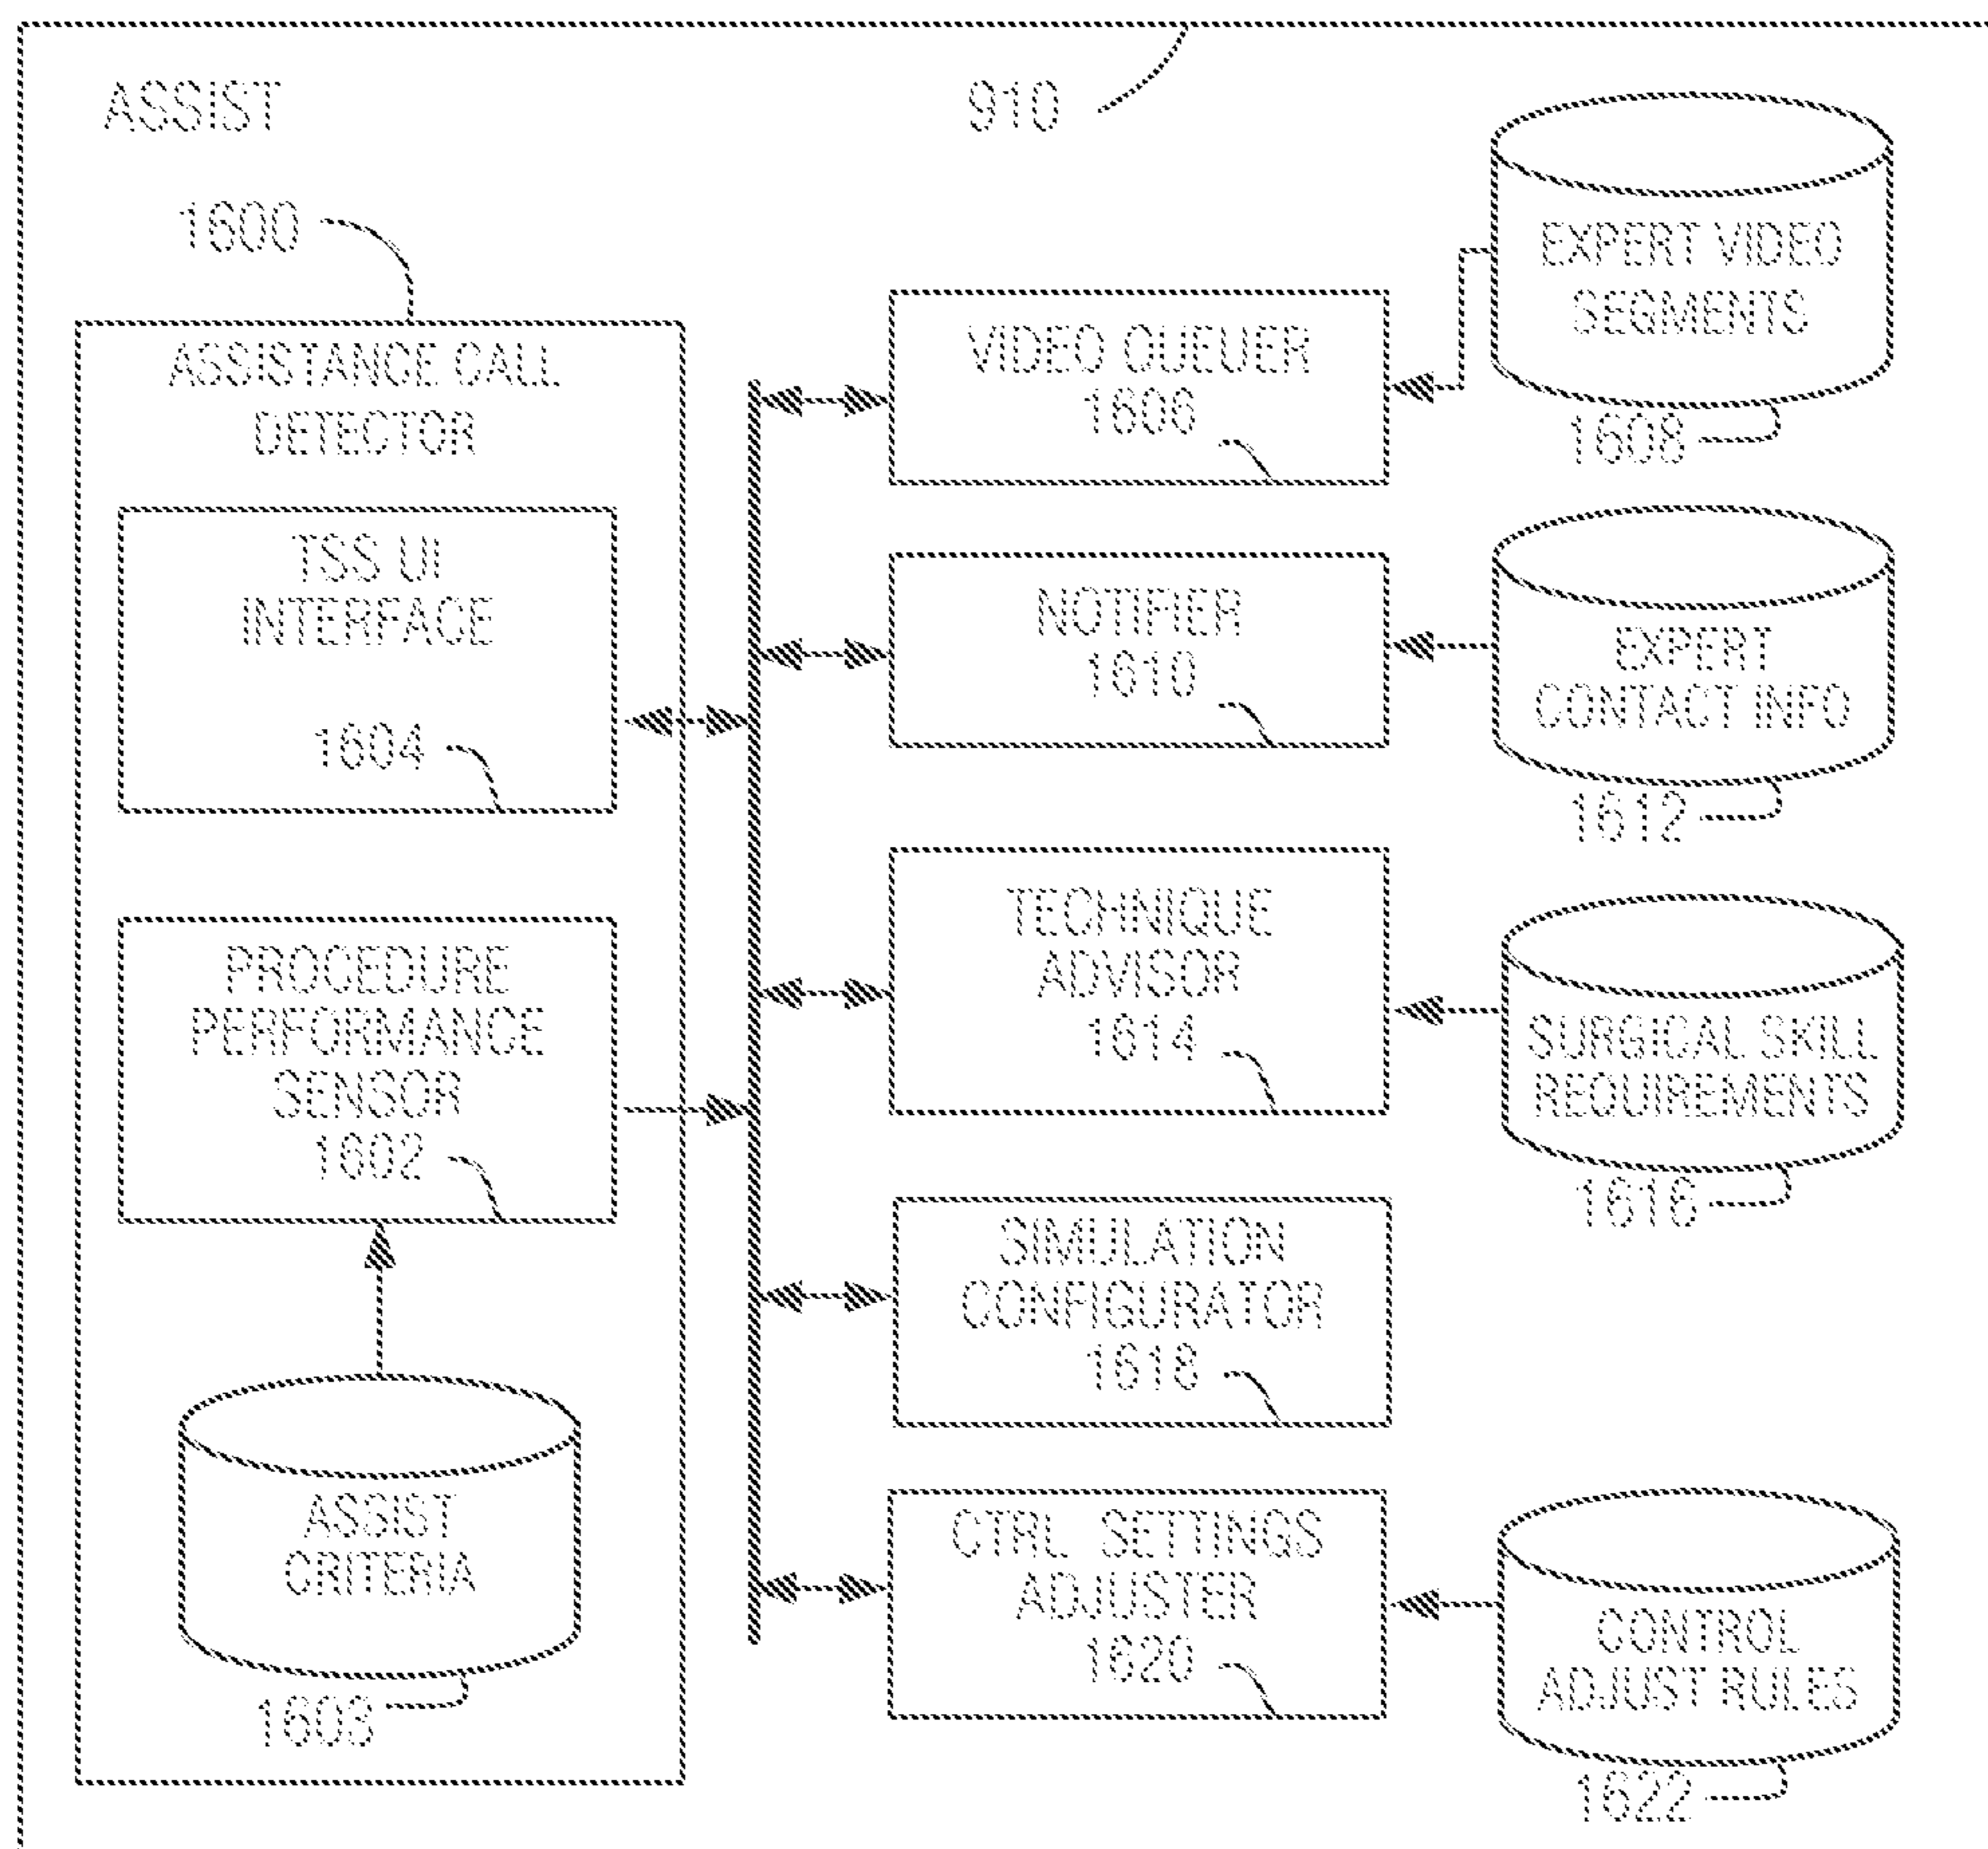 ASSIST
910
1600
ASSISTANCE CALL
DETECTOR
TSS UI
INTERFACE
1604
PROCEDURE
PERFORMANCE
SENSOR
1602
ASSIST
CRITERIA
1603
VIDEO QUEUER
1606
EXPERT VIDEO
SEGMENTS
1608
NOTIFIER
1610
EXPERT
CONTACT INFO
1612
TECHNIQUE
ADVISOR
1614
SURGICAL SKILL
REQUIREMENTS
1616
SIMULATION
CONFIGURATOR
1618
CTRL SETTINGS
ADJUSTER
1620
CONTROL
ADJUST RULES
1622